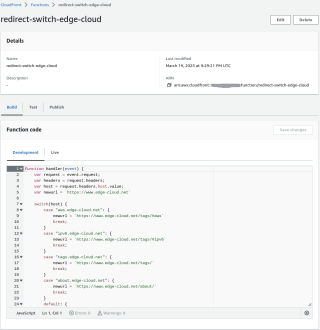 CloudFront > Functions > redirect-switch-edge-cloud
redirect-switch-edge-cloud
Edit
Delete
Details
Name
redirect-switch-edge-cloud
Last modified
March 19, 2023 at 9:29:21 PM UTC
Description
-
ARN
arn:aws:cloudfront::
:function/redirect-switch-edge-cloud
Build
Test
Publish
Function code
Save changes
Development
Live
1 function handler(event) {
2 var request = event.request;
3 var headers = request.headers;
4 var host = request.headers.host.value;
5 var newurl = 'https://www.edge-cloud.net'
6
7 switch(host) {
8 case "aws.edge-cloud.net": {
9 newurl = 'https://www.edge-cloud.net/tags/#aws'
10 break;
11 }
12 case "ipv6.edge-cloud.net": {
13 newurl = 'https://www.edge-cloud.net/tags/#ipv6'
14 break;
15 }
16 case "tags.edge-cloud.net": {
17 newurl = 'https://www.edge-cloud.net/tags/'
18 break;
19 }
20 case "about.edge-cloud.net": {
21 newurl = 'https://www.edge-cloud.net/about/'
22 break;
23 }
24 default: {
JavaScript
Ln 1, Col 1
Errors: 0
Warnings: 0